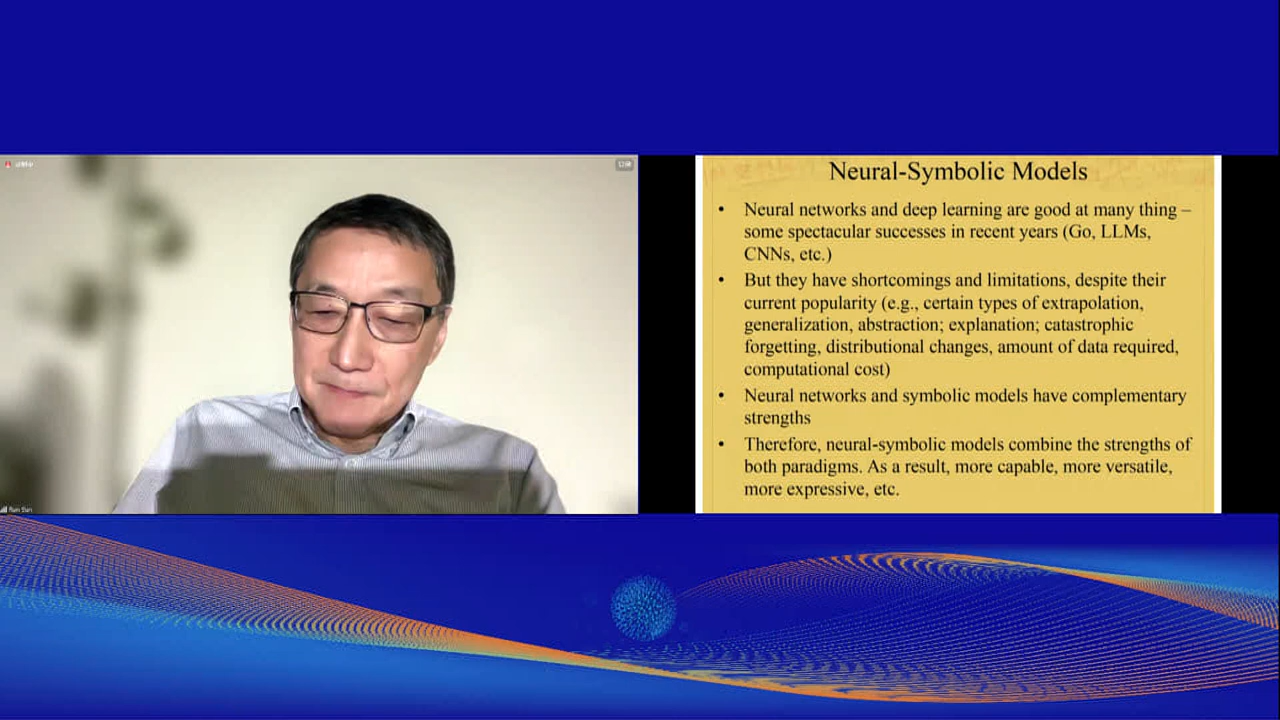 Neural-Symbolic Models
• Neural networks and deep learning are good at many thing –
some spectacular successes in recent years (Go, LLMs,
CNNs, etc.)
• But they have shortcomings and limitations, despite their
current popularity (e.g., certain types of extrapolation,
generalization, abstraction; explanation; catastrophic
forgetting, distributional changes, amount of data required,
computational cost)
• Neural networks and symbolic models have complementary
strengths
• Therefore, neural-symbolic models combine the strengths of
both paradigms. As a result, more capable, more versatile,
more expressive, etc.
Ron Sun